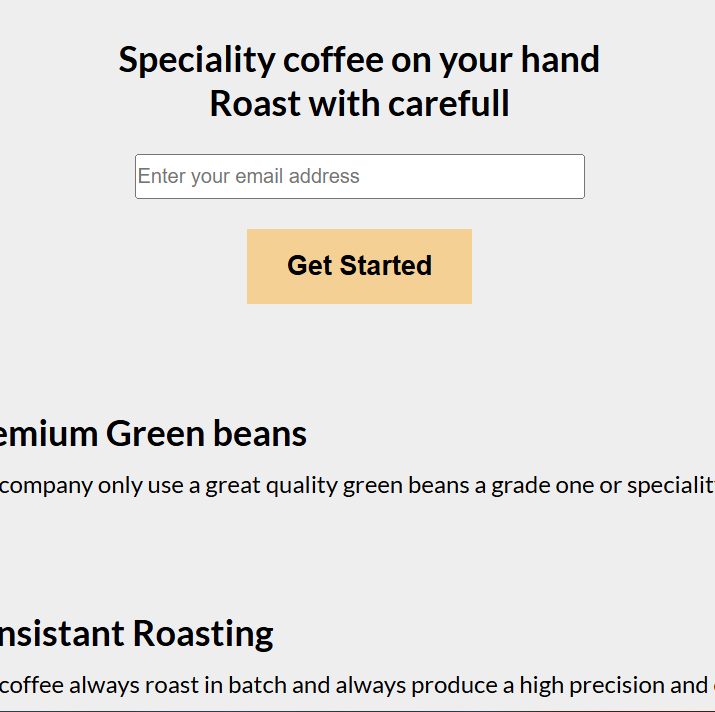 Speciality coffee on your hand
Roast with carefull
Enter your email address
Get Started
emium Green beans
company only use a great quality green beans a grade one or specialit
nsistant Roasting
coffee always roast in batch and always produce a high precision and